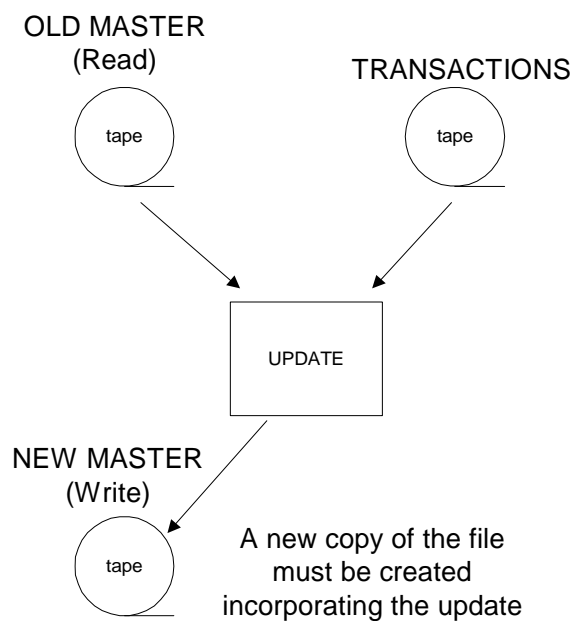 OLD MASTER
(Read)
TRANSACTIONS
tape
tape
UPDATE
NEW MASTER
(Write)
tape
A new copy of the file
must be created
incorporating the update